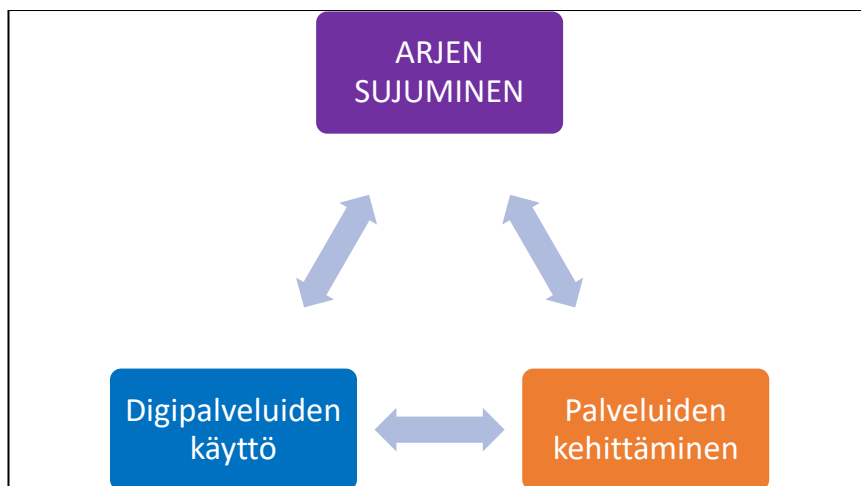 ARJEN
SUJUMINEN
Digipalveluiden
käyttö
Palveluiden
kehittäminen